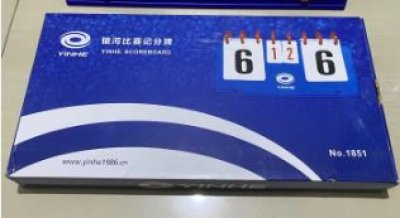 YINHE
银河比赛记分牌
YINHE SCOREBOARD
6 1 2 6
YINHE
No.1851
www.yinhe1986.cn
YINHE